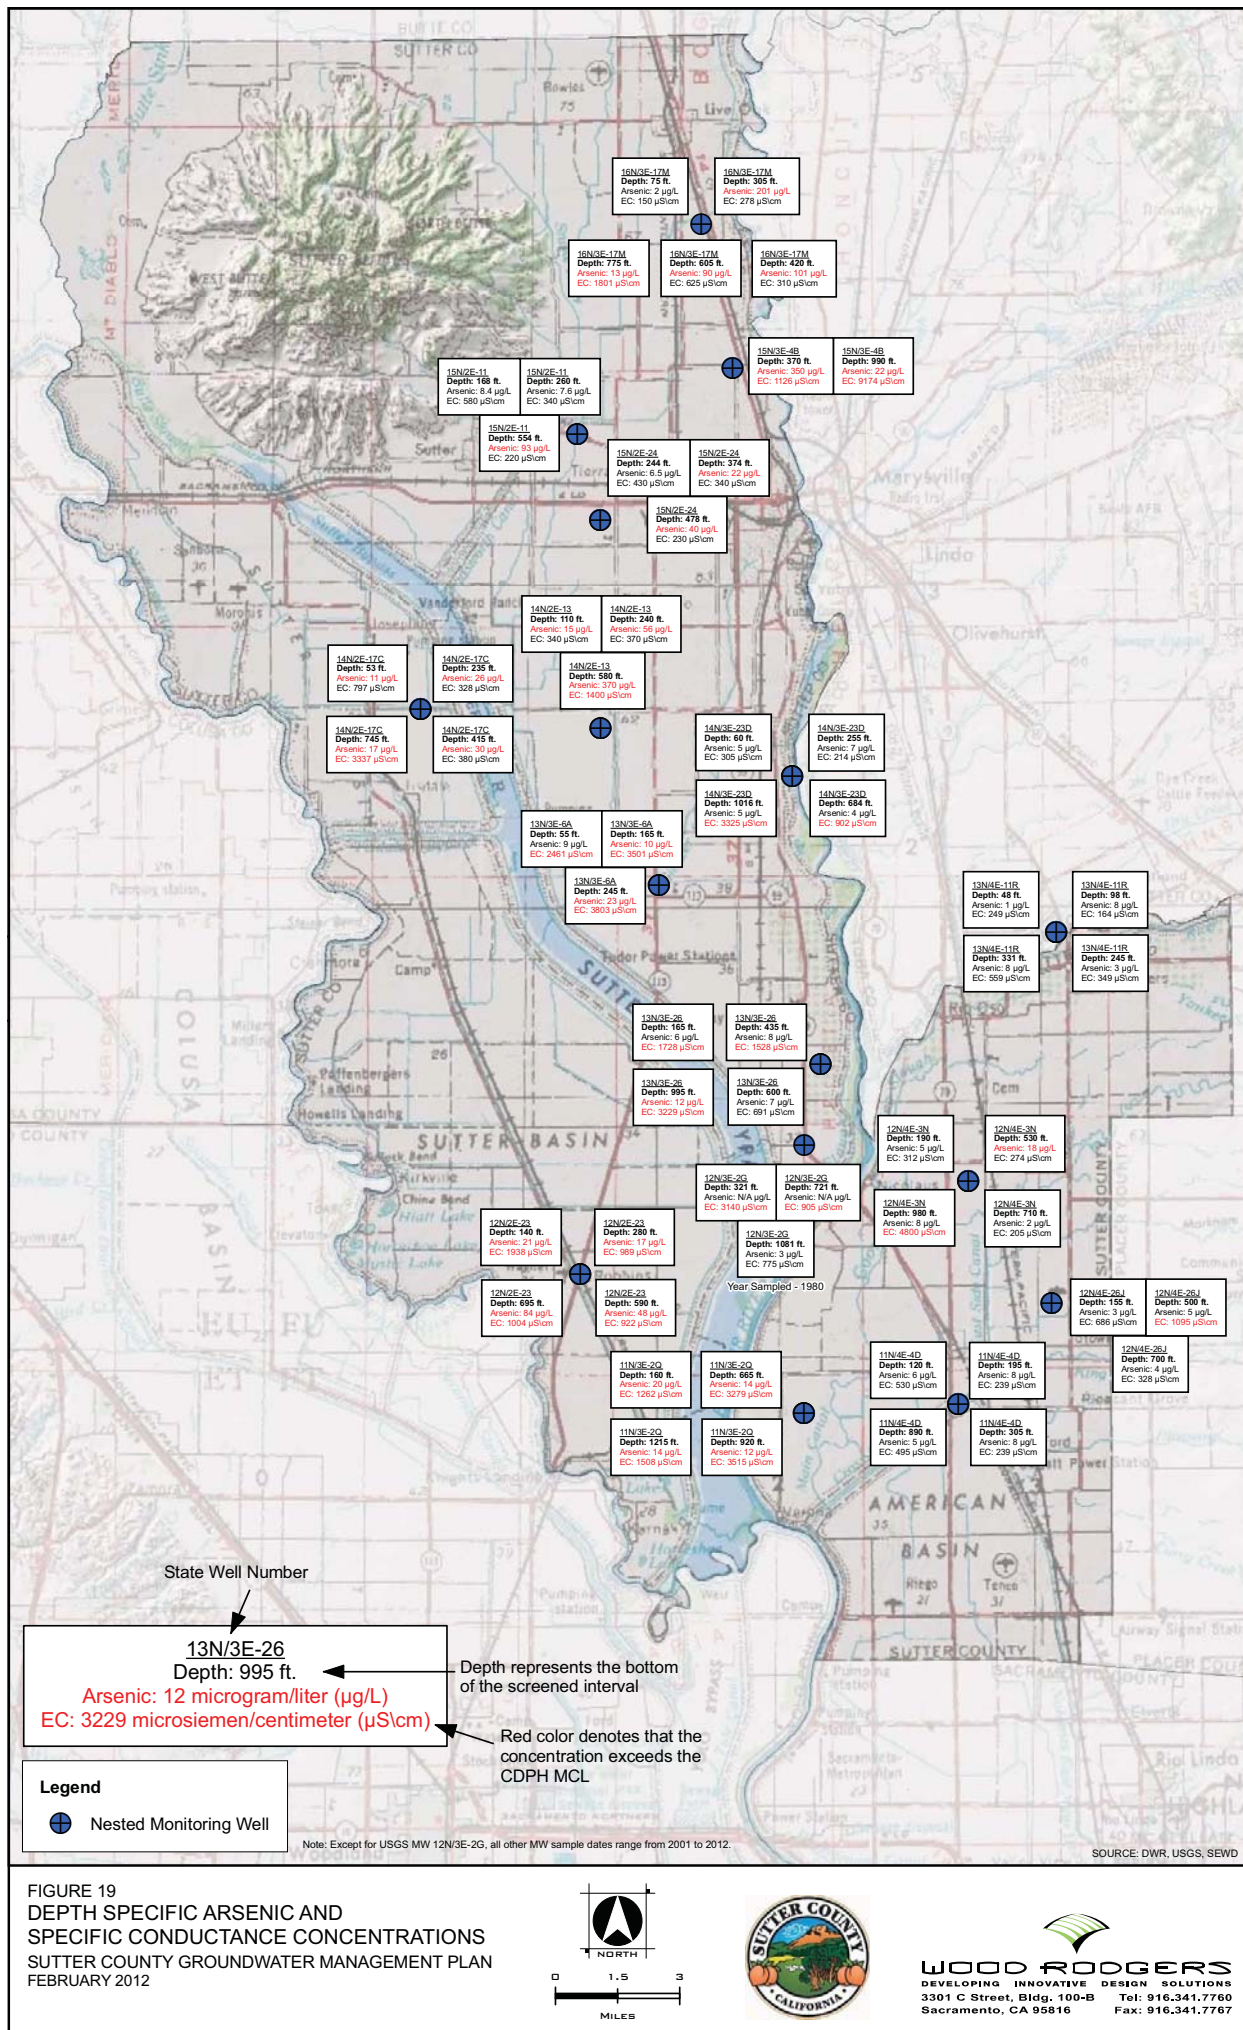 BUTTE CO
SUTTER CO
Live O
16N/3E-17M
Depth: 75 ft.
Arsenic: 2 µg/L
EC: 150 µS\cm
16N/3E-17M
Depth: 305 ft.
Arsenic: 201 µg/L
EC: 278 µS\cm
16N/3E-17M
Depth: 775 ft.
Arsenic: 13 µg/L
EC: 1801 µS\cm
16N/3E-17M
Depth: 605 ft.
Arsenic: 90 µg/L
EC: 625 µS\cm
16N/3E-17M
Depth: 420 ft.
Arsenic: 101 µg/L
EC: 310 µS\cm
15N/3E-4B
Depth: 370 ft.
Arsenic: 350 µg/L
EC: 1126 µS\cm
15N/3E-4B
Depth: 990 ft.
Arsenic: 22 µg/L
EC: 9174 µS\cm
15N/2E-11
Depth: 168 ft.
Arsenic: 8.4 µg/L
EC: 580 µS\cm
15N/2E-11
Depth: 260 ft.
Arsenic: 7.6 µg/L
EC: 340 µS\cm
15N/2E-11
Depth: 554 ft.
Arsenic: 93 µg/L
EC: 220 µS\cm
Sutter
15N/2E-24
Depth: 244 ft.
Arsenic: 6.5 µg/L
EC: 430 µS\cm
15N/2E-24
Depth: 374 ft.
Arsenic: 22 µg/L
EC: 340 µS\cm
15N/2E-24
Depth: 478 ft.
Arsenic: 40 µg/L
EC: 230 µS\cm
Marysville
Linda
Olivehurst
14N/2E-13
Depth: 110 ft.
Arsenic: 15 µg/L
EC: 340 µS\cm
14N/2E-13
Depth: 240 ft.
Arsenic: 56 µg/L
EC: 370 µS\cm
14N/2E-13
Depth: 580 ft.
Arsenic: 370 µg/L
EC: 1400 µS\cm
14N/2E-17C
Depth: 53 ft.
Arsenic: 11 µg/L
EC: 797 µS\cm
14N/2E-17C
Depth: 235 ft.
Arsenic: 26 µg/L
EC: 328 µS\cm
14N/2E-17C
Depth: 745 ft.
Arsenic: 17 µg/L
EC: 3337 µS\cm
14N/2E-17C
Depth: 415 ft.
Arsenic: 30 µg/L
EC: 380 µS\cm
14N/3E-23D
Depth: 60 ft.
Arsenic: 5 µg/L
EC: 305 µS\cm
14N/3E-23D
Depth: 255 ft.
Arsenic: 7 µg/L
EC: 214 µS\cm
14N/3E-23D
Depth: 1016 ft.
Arsenic: 5 µg/L
EC: 3325 µS\cm
14N/3E-23D
Depth: 684 ft.
Arsenic: 4 µg/L
EC: 902 µS\cm
13N/3E-6A
Depth: 55 ft.
Arsenic: 9 µg/L
EC: 2461 µS\cm
13N/3E-6A
Depth: 165 ft.
Arsenic: 10 µg/L
EC: 3501 µS\cm
13N/3E-6A
Depth: 245 ft.
Arsenic: 23 µg/L
EC: 3803 µS\cm
13N/4E-11R
Depth: 48 ft.
Arsenic: 1 µg/L
EC: 249 µS\cm
13N/4E-11R
Depth: 98 ft.
Arsenic: 8 µg/L
EC: 164 µS\cm
13N/4E-11R
Depth: 331 ft.
Arsenic: 8 µg/L
EC: 559 µS\cm
13N/4E-11R
Depth: 245 ft.
Arsenic: 3 µg/L
EC: 349 µS\cm
Tudor Power Station
Camp
13N/3E-26
Depth: 165 ft.
Arsenic: 6 µg/L
EC: 1728 µS\cm
13N/3E-26
Depth: 435 ft.
Arsenic: 8 µg/L
EC: 1528 µS\cm
13N/3E-26
Depth: 995 ft.
Arsenic: 12 µg/L
EC: 3229 µS\cm
13N/3E-26
Depth: 600 ft.
Arsenic: 7 µg/L
EC: 691 µS\cm
Howells Landing
SUTTER BASIN
Kirkville
12N/4E-3N
Depth: 190 ft.
Arsenic: 5 µg/L
EC: 312 µS\cm
12N/4E-3N
Depth: 530 ft.
Arsenic: 18 µg/L
EC: 274 µS\cm
12N/4E-3N
Depth: 980 ft.
Arsenic: 8 µg/L
EC: 4800 µS\cm
12N/4E-3N
Depth: 710 ft.
Arsenic: 2 µg/L
EC: 205 µS\cm
12N/3E-2G
Depth: 321 ft.
Arsenic: N/A µg/L
EC: 3140 µS\cm
12N/3E-2G
Depth: 721 ft.
Arsenic: N/A µg/L
EC: 905 µS\cm
12N/3E-2G
Depth: 1081 ft.
Arsenic: 3 µg/L
EC: 775 µS\cm
Year Sampled - 1980
12N/2E-23
Depth: 140 ft.
Arsenic: 21 µg/L
EC: 1938 µS\cm
12N/2E-23
Depth: 280 ft.
Arsenic: 17 µg/L
EC: 989 µS\cm
12N/2E-23
Depth: 695 ft.
Arsenic: 84 µg/L
EC: 1004 µS\cm
12N/2E-23
Depth: 590 ft.
Arsenic: 48 µg/L
EC: 922 µS\cm
12N/4E-26J
Depth: 155 ft.
Arsenic: 3 µg/L
EC: 686 µS\cm
12N/4E-26J
Depth: 500 ft.
Arsenic: 5 µg/L
EC: 1095 µS\cm
12N/4E-26J
Depth: 700 ft.
Arsenic: 4 µg/L
EC: 328 µS\cm
11N/3E-2Q
Depth: 160 ft.
Arsenic: 20 µg/L
EC: 1262 µS\cm
11N/3E-2Q
Depth: 665 ft.
Arsenic: 14 µg/L
EC: 3279 µS\cm
11N/3E-2Q
Depth: 1215 ft.
Arsenic: 14 µg/L
EC: 1508 µS\cm
11N/3E-2Q
Depth: 920 ft.
Arsenic: 12 µg/L
EC: 3515 µS\cm
11N/4E-4D
Depth: 120 ft.
Arsenic: 6 µg/L
EC: 530 µS\cm
11N/4E-4D
Depth: 195 ft.
Arsenic: 8 µg/L
EC: 239 µS\cm
11N/4E-4D
Depth: 890 ft.
Arsenic: 5 µg/L
EC: 495 µS\cm
11N/4E-4D
Depth: 305 ft.
Arsenic: 8 µg/L
EC: 239 µS\cm
AMERICAN
BASIN
Riego
SUTTER COUNTY
Rio Linda
State Well Number
13N/3E-26
Depth: 995 ft.
Arsenic: 12 microgram/liter (µg/L)
EC: 3229 microsiemen/centimeter (µS\cm)
Depth represents the bottom
of the screened interval
Red color denotes that the
concentration exceeds the
CDPH MCL
Legend
Nested Monitoring Well
Note: Except for USGS MW 12N/3E-2G, all other MW sample dates range from 2001 to 2012.
SOURCE: DWR, USGS, SEWD
FIGURE 19
DEPTH SPECIFIC ARSENIC AND
SPECIFIC CONDUCTANCE CONCENTRATIONS
SUTTER COUNTY GROUNDWATER MANAGEMENT PLAN
FEBRUARY 2012
NORTH
0 1.5 3
MILES
SUTTER COUNTY
• CALIFORNIA •
WOOD RODGERS
DEVELOPING INNOVATIVE DESIGN SOLUTIONS
3301 C Street, Bldg. 100-B Tel: 916.341.7760
Sacramento, CA 95816 Fax: 916.341.7767